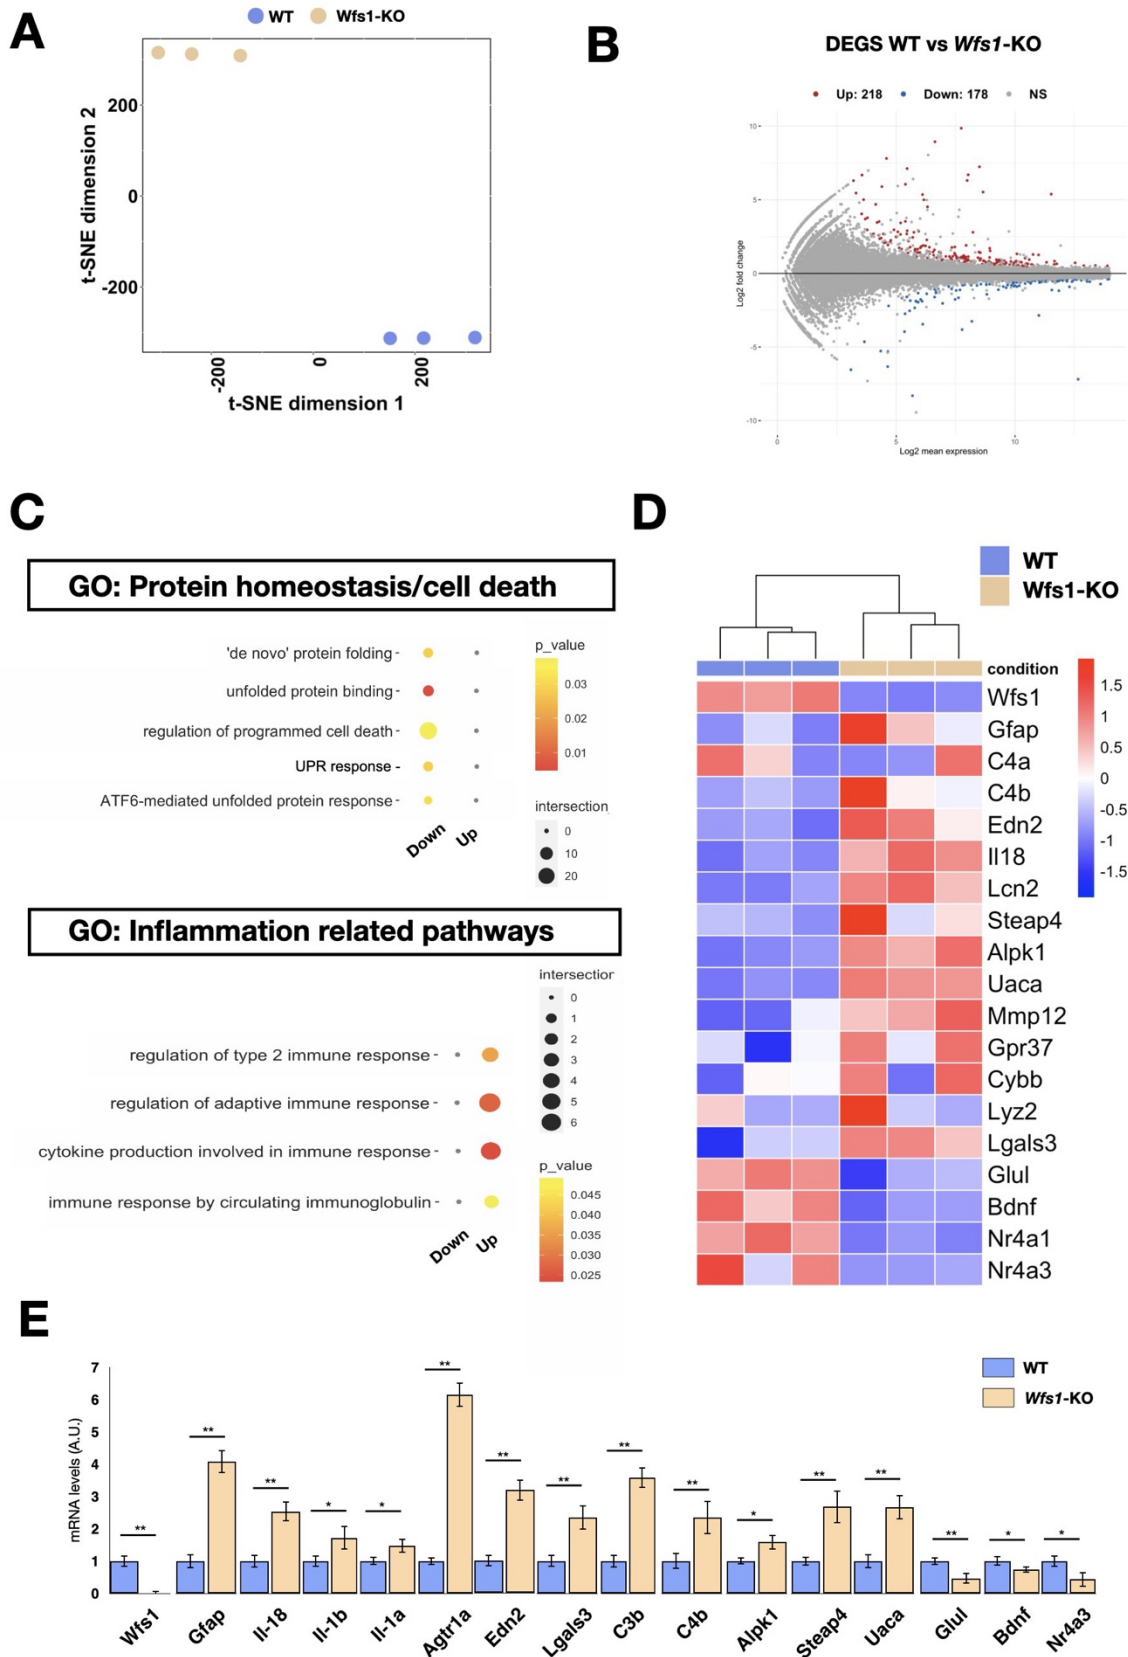 A
WT
Wfs1-KO
200
0
-200
t-SNE dimension 2
-200
0
200
t-SNE dimension 1
B
DEGS WT vs Wfs1-KO
Up: 218
Down: 178
NS
10
5
0
-5
-10
Log2 fold change
0
5
10
Log2 mean expression
C
GO: Protein homeostasis/cell death
'de novo' protein folding
unfolded protein binding
regulation of programmed cell death
UPR response
ATF6-mediated unfolded protein response
Down
Up
p_value
0.03
0.02
0.01
intersection
0
10
20
GO: Inflammation related pathways
regulation of type 2 immune response
regulation of adaptive immune response
cytokine production involved in immune response
immune response by circulating immunoglobulin
Down
Up
intersection
0
1
2
3
4
5
6
p_value
0.045
0.040
0.035
0.030
0.025
D
WT
Wfs1-KO
condition
Wfs1
Gfap
C4a
C4b
Edn2
Il18
Lcn2
Steap4
Alpk1
Uaca
Mmp12
Gpr37
Cybb
Lyz2
Lgals3
Glul
Bdnf
Nr4a1
Nr4a3
1.5
1
0.5
0
-0.5
-1
-1.5
E
WT
Wfs1-KO
mRNA levels (A.U.)
7
6
5
4
3
2
1
0
**
**
**
*
*
**
**
**
**
**
*
**
**
**
*
*
Wfs1
Gfap
Il-18
Il-1b
Il-1a
Agtr1a
Edn2
Lgals3
C3b
C4b
Alpk1
Steap4
Uaca
Glul
Bdnf
Nr4a3